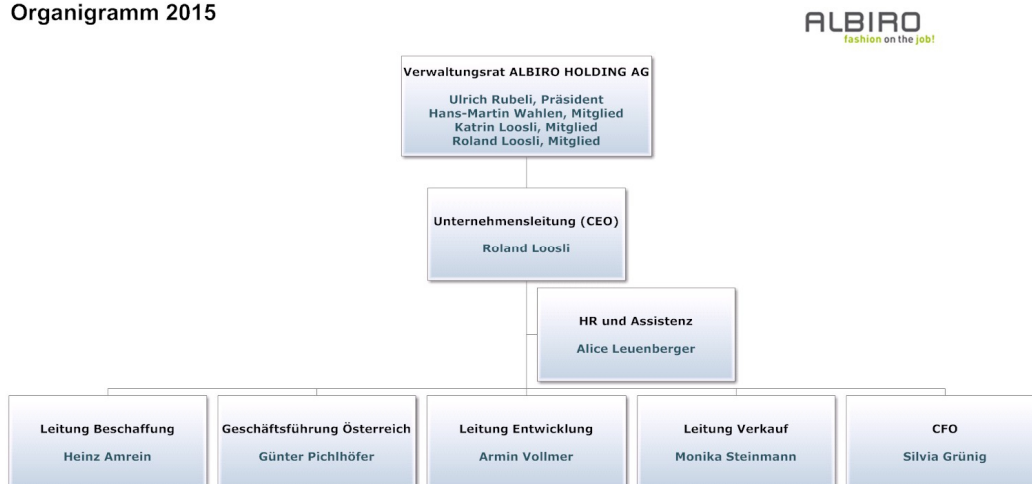 Organigramm 2015
ALBIRO
fashion on the job!
Verwaltungsrat ALBIRO HOLDING AG
Ulrich Rubeli, Präsident
Hans-Martin Wahlen, Mitglied
Katrin Loosli, Mitglied
Roland Loosli, Mitglied
Unternehmensleitung (CEO)
Roland Loosli
HR und Assistenz
Alice Leuenberger
Leitung Beschaffung
Heinz Amrein
Geschäftsführung Österreich
Günter Pichlhöfer
Leitung Entwicklung
Armin Vollmer
Leitung Verkauf
Monika Steinmann
CFO
Silvia Grünig